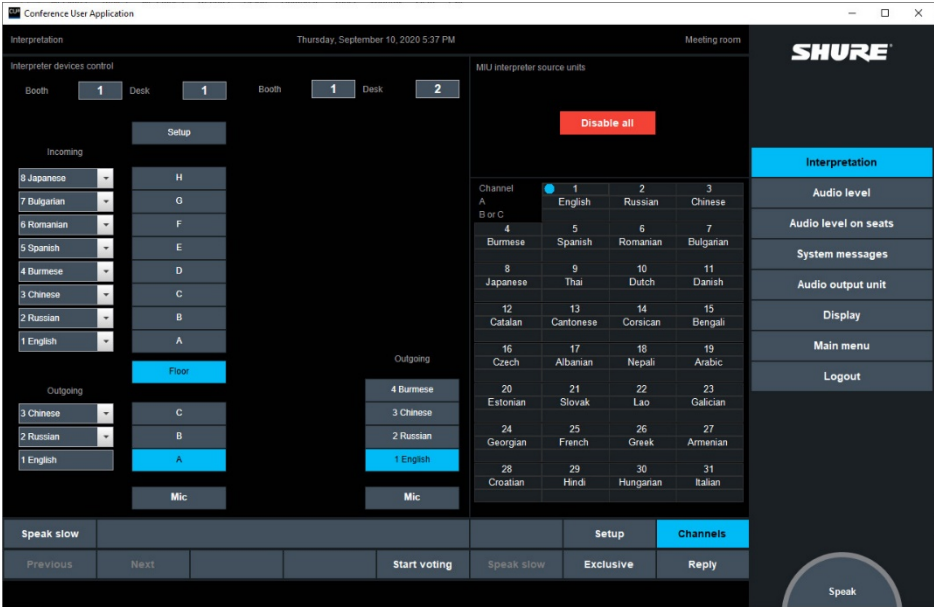 CUA Conference User Application
Interpretation Thursday, September 10, 2020 5:37 PM Meeting room
SHURE
Interpreter devices control
Booth 1 Desk 1 Booth 1 Desk 2
Setup
Incoming
8 Japanese H
7 Bulgarian G
6 Romanian F
5 Spanish E
4 Burmese D
3 Chinese C
2 Russian B
1 English A
Floor
Outgoing
3 Chinese C
2 Russian B
1 English A
Mic
Outgoing
4 Burmese
3 Chinese
2 Russian
1 English
Mic
MIU interpreter source units
Disable all
Channel 1 2 3
A English Russian Chinese
B or C
4 5 6 7
Burmese Spanish Romanian Bulgarian
8 9 10 11
Japanese Thai Dutch Danish
12 13 14 15
Catalan Cantonese Corsican Bengali
16 17 18 19
Czech Albanian Nepali Arabic
20 21 22 23
Estonian Slovak Lao Galician
24 25 26 27
Georgian French Greek Armenian
28 29 30 31
Croatian Hindi Hungarian Italian
Interpretation
Audio level
Audio level on seats
System messages
Audio output unit
Display
Main menu
Logout
Speak slow Setup Channels
Previous Next Start voting Speak slow Exclusive Reply
Speak